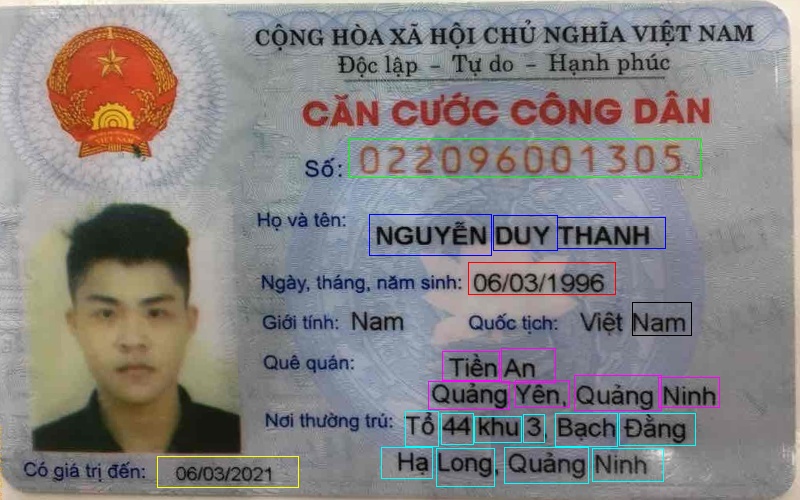 CỘNG HÒA XÃ HỘI CHỦ NGHĨA VIỆT NAM
Độc lập - Tự do - Hạnh phúc
CĂN CƯỚC CÔNG DÂN
Số: 022096001305
Họ và tên: NGUYỄN DUY THANH
Ngày, tháng, năm sinh: 06/03/1996
Giới tính: Nam Quốc tịch: Việt Nam
Quê quán: Tiền An
Quảng Yên, Quảng Ninh
Nơi thường trú: Tổ 44 khu 3, Bạch Đằng
Hạ Long, Quảng Ninh
Có giá trị đến: 06/03/2021